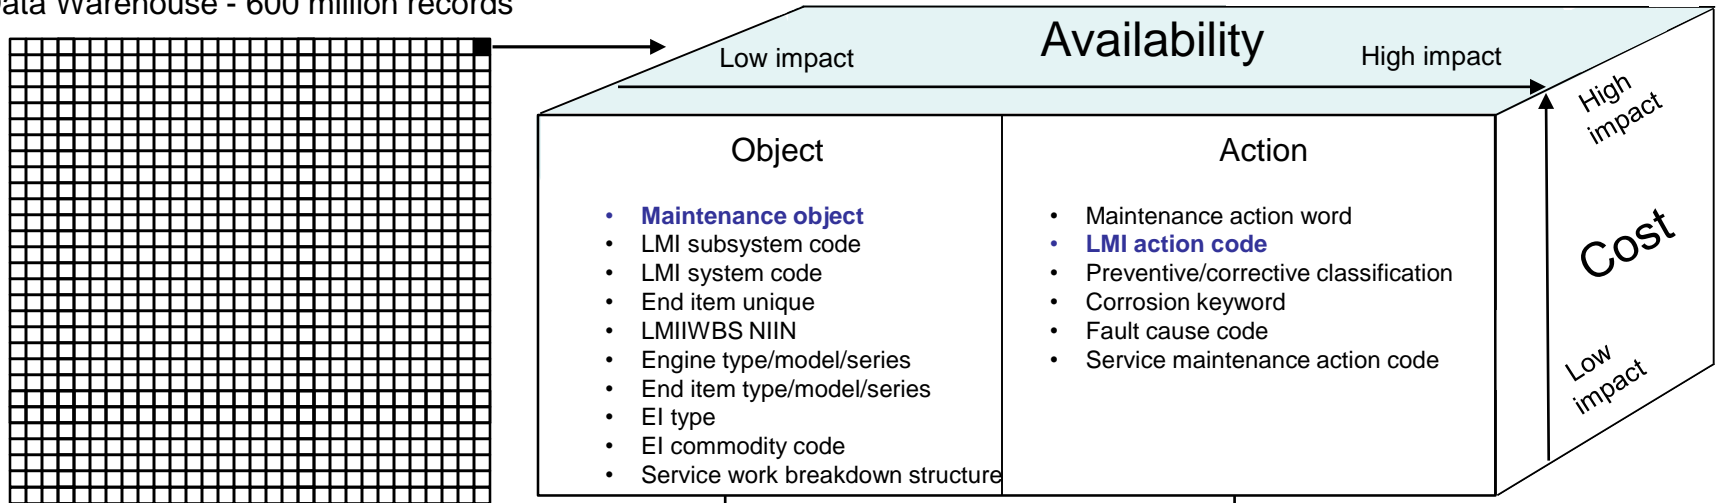 Data Warehouse - 600 million records
Availability
Low impact
High impact
High
impact
Cost
Low
impact
Object
• Maintenance object
• LMI subsystem code
• LMI system code
• End item unique
• LMIIWBS NIIN
• Engine type/model/series
• End item type/model/series
• EI type
• EI commodity code
• Service work breakdown structure
Action
• Maintenance action word
• LMI action code
• Preventive/corrective classification
• Corrosion keyword
• Fault cause code
• Service maintenance action code